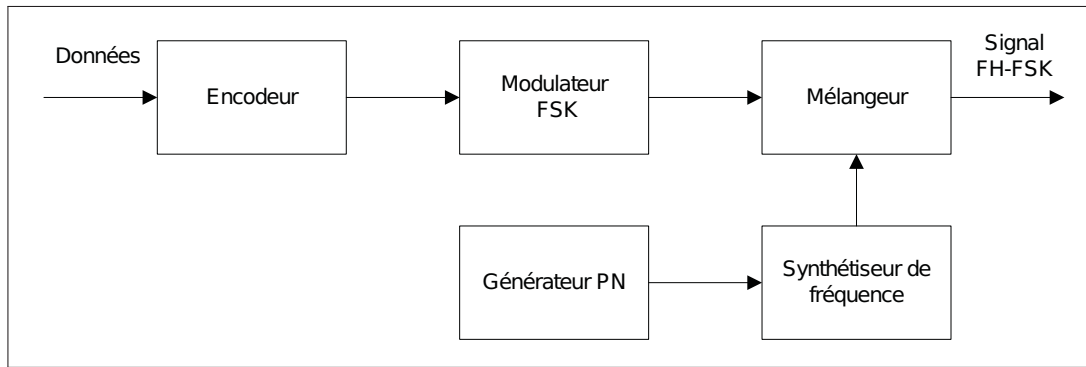 Données
Encodeur
Modulateur
FSK
Mélangeur
Signal
FH-FSK
Générateur PN
Synthétiseur de
fréquence